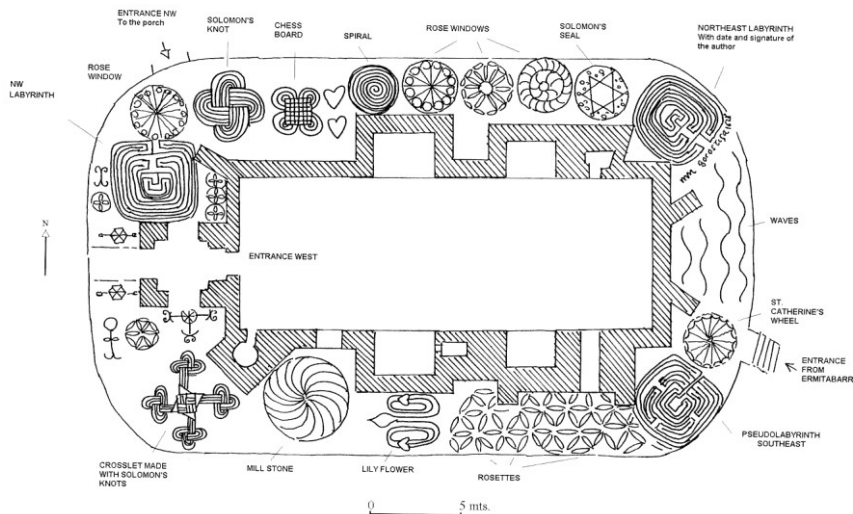 ENTRANCE NW
To the porch
SOLOMON'S
KNOT
CHESS
BOARD
SPIRAL
ROSE WINDOWS
SOLOMON'S
SEAL
NORTHEAST LABYRINTH
With date and signature of
the author
ROSE
WINDOW
NW
LABYRINTH
N
ENTRANCE WEST
WAVES
ST.
CATHERINE'S
WHEEL
ENTRANCE
FROM
ERMITABARR
PSEUDOLABYRINTH
SOUTHEAST
CROSSLET MADE
WITH SOLOMON'S
KNOTS
MILL STONE
LILY FLOWER
ROSETTES
0 5 mts.